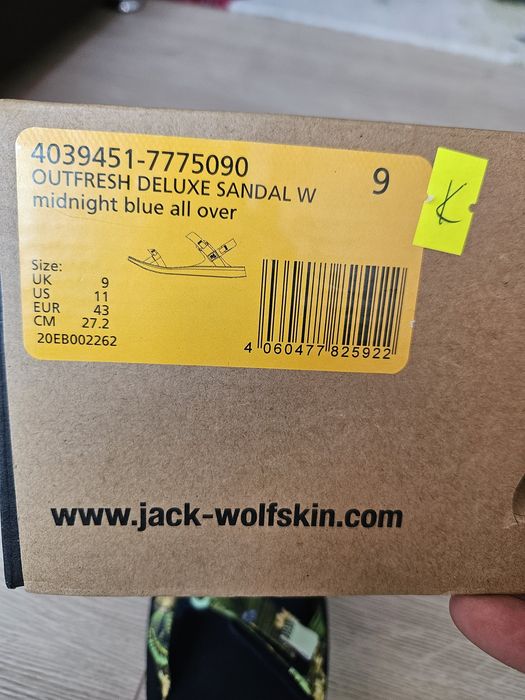 4039451-7775090
OUTFRESH DELUXE SANDAL W
9
midnight blue all over
K
Size:
UK 9
US 11
EUR 43
CM 27.2
20EB002262
4 060477 825922
www.jack-wolfskin.com